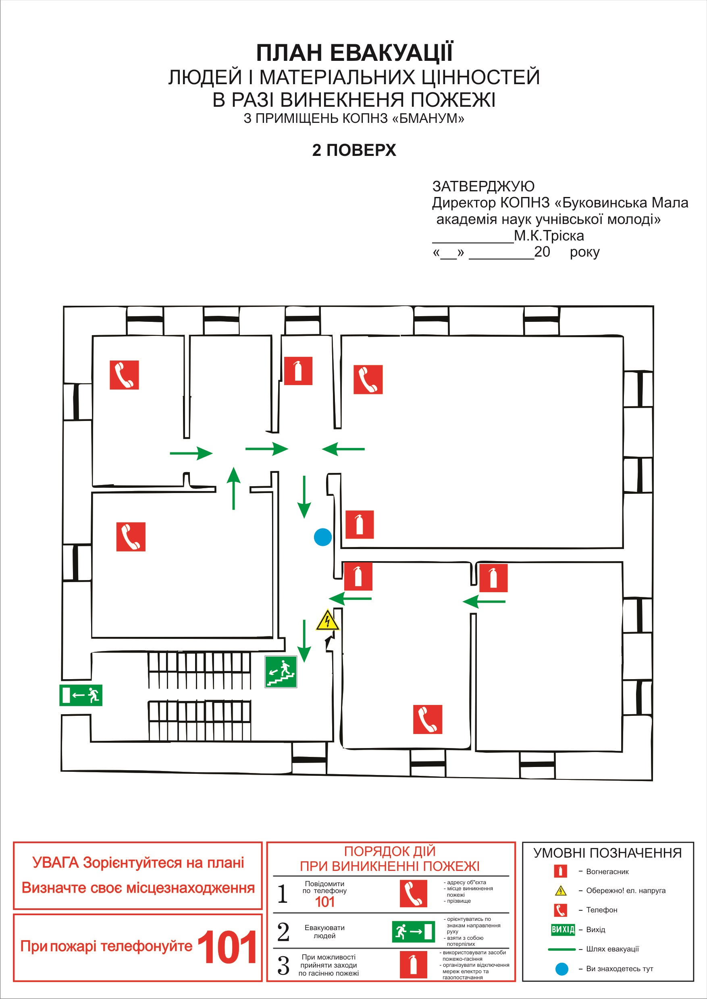 ПЛАН ЕВАКУАЦІЇ
ЛЮДЕЙ І МАТЕРІАЛЬНИХ ЦІННОСТЕЙ
В РАЗІ ВИНЕКНЕНЯ ПОЖЕЖІ
З ПРИМІЩЕНЬ КОПНЗ «БМАНУМ»
2 ПОВЕРХ
ЗАТВЕРДЖУЮ
Директор КОПНЗ «Буковинська Мала
академія наук учнівської молоді»
__________М.К.Тріска
«__» ________20 року
УВАГА Зорієнтуйтеся на плані
Визначте своє місцезнаходження
При пожарі телефонуйте 101
ПОРЯДОК ДІЙ
ПРИ ВИНИКНЕННІ ПОЖЕЖІ
1
Повідомити
по телефону
101
- адресу об"єкта
- місце виникнення
пожежі
- прізвище
2
Евакуювати
людей
- орієнтуватись по
знакам направлення
руху
- взяти з собою
потерпілих
3
При можливості
прийняти заходи
по гасінню пожежі
- використовувати засоби
пожежо-гасіння
- організувати відключення
мереж електро та
газопостачання
УМОВНІ ПОЗНАЧЕННЯ
– Вогнегасник
– Обережно! ел. напруга
– Телефон
ВИХІД – Вихід
– Шлях евакуації
– Ви знаходетесь тут